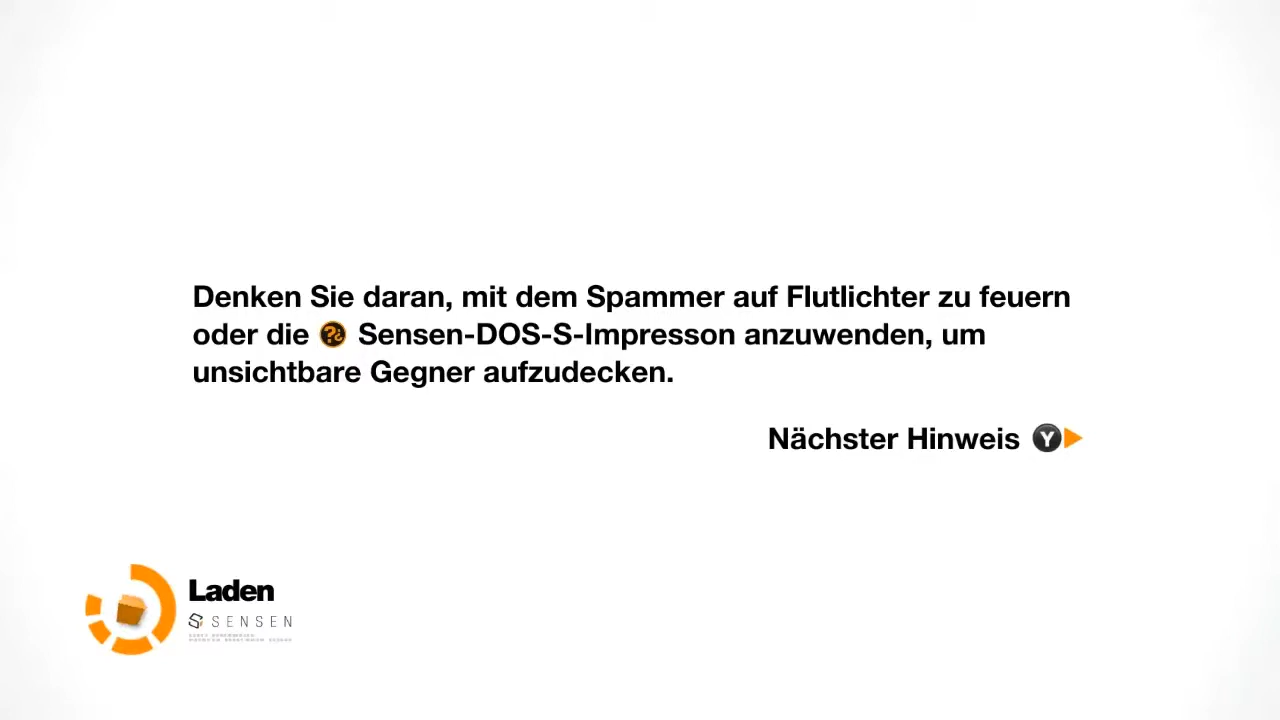 Denken Sie daran, mit dem Spammer auf Flutlichter zu feuern
oder die Sensen-DOS-S-Impresson anzuwenden, um
unsichtbare Gegner aufzudecken.
Nächster Hinweis Y
Laden
SENSEN